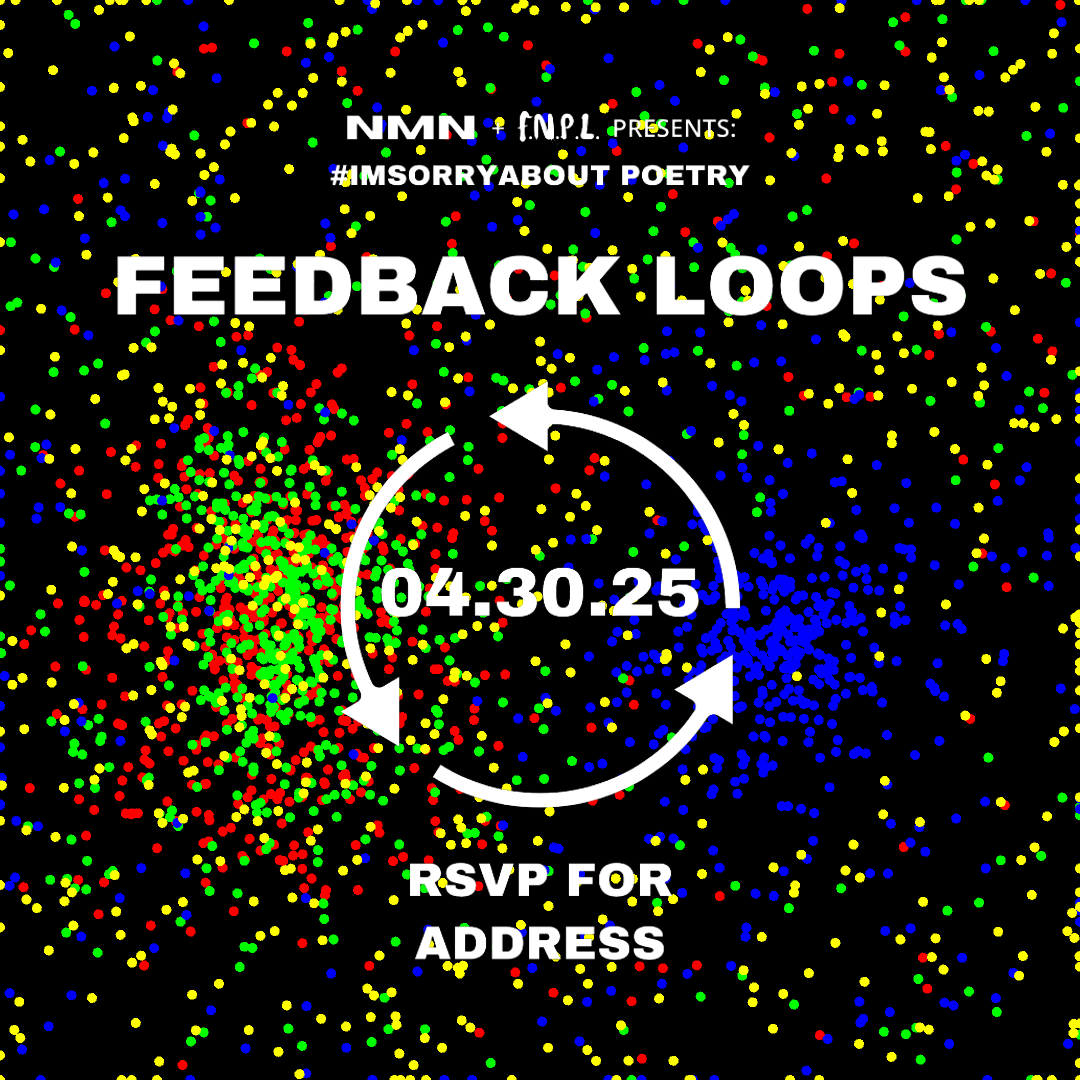 NMN + F.N.P.L. PRESENTS:
#IMSORRYABOUT POETRY
FEEDBACK LOOPS
04.30.25
RSVP FOR
ADDRESS